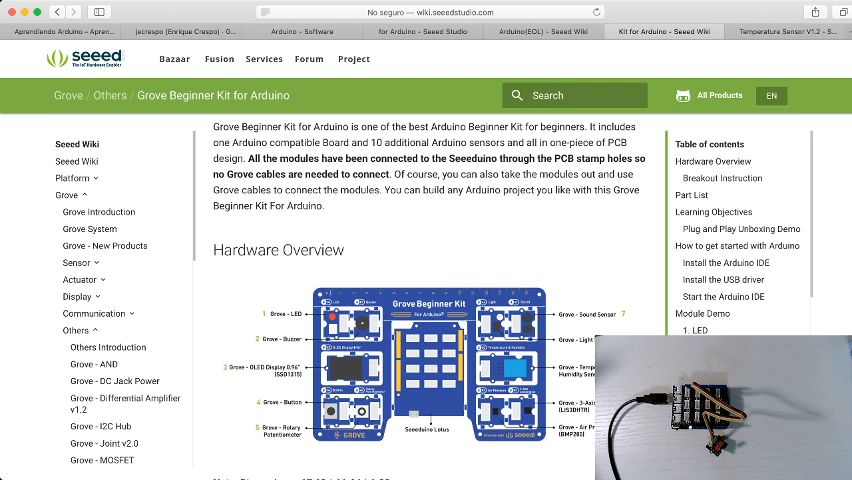 No seguro — wiki.seeedstudio.com
Aprendiendo Arduino – Apren...
jecrespo (Enrique Crespo) · G...
Arduino - Software
for Arduino – Seeed Studio
Arduino(EOL) – Seeed Wiki
Kit for Arduino – Seeed Wiki
Temperature Sensor V1.2 – S...
seeed
The IoT Hardware Enabler
Bazaar
Fusion
Services
Forum
Project
Grove / Others / Grove Beginner Kit for Arduino
Search
All Products
EN
Seeed Wiki
Seeed Wiki
Platform
Grove
Grove Introduction
Grove System
Grove - New Products
Sensor
Actuator
Display
Communication
Others
Others Introduction
Grove - AND
Grove - DC Jack Power
Grove - Differential Amplifier
v1.2
Grove - I2C Hub
Grove - Joint v2.0
Grove - MOSFET
Grove Beginner Kit for Arduino is one of the best Arduino Beginner Kit for beginners. It includes
one Arduino compatible Board and 10 additional Arduino sensors and all in one-piece of PCB
design. All the modules have been connected to the Seeeduino through the PCB stamp holes so
no Grove cables are needed to connect. Of course, you can also take the modules out and use
Grove cables to connect the modules. You can build any Arduino project you like with this Grove
Beginner Kit For Arduino.
Hardware Overview
1 Grove - LED
2 Grove - Buzzer
3 Grove - OLED Display 0.96"
(SSD1315)
4 Grove - Button
5 Grove - Rotary
Potentiometer
Grove Beginner Kit
For Arduino
LED
Buzzer
OLED Display 0.96"
Button
Light
Sound
Temperature & Humidity
GROVE
seeed
Seeeduino Lotus
Grove - Sound Sensor 7
Grove - Light
Grove - Temp
Humidity Sens
Grove - 3-Axi
(LIS3DHTR)
Grove - Air Pr
(BMP280)
Table of contents
Hardware Overview
Breakout Instruction
Part List
Learning Objectives
Plug and Play Unboxing Demo
How to get started with Arduino
Install the Arduino IDE
Install the USB driver
Start the Arduino IDE
Module Demo
1. LED